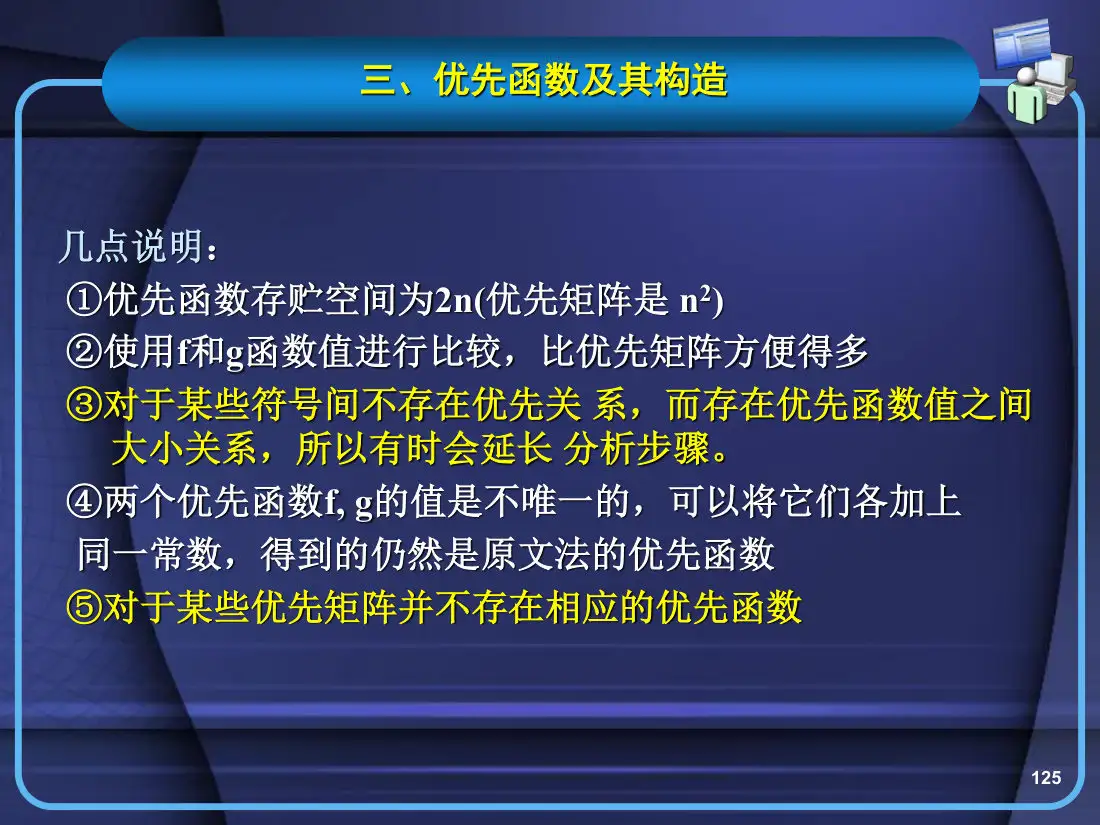 三、优先函数及其构造
几点说明：
①优先函数存贮空间为2n(优先矩阵是 n²)
②使用f和g函数值进行比较，比优先矩阵方便得多
③对于某些符号间不存在优先关 系，而存在优先函数值之间
大小关系，所以有时会延长 分析步骤。
④两个优先函数f, g的值是不唯一的，可以将它们各加上
同一常数，得到的仍然是原文法的优先函数
⑤对于某些优先矩阵并不存在相应的优先函数
125